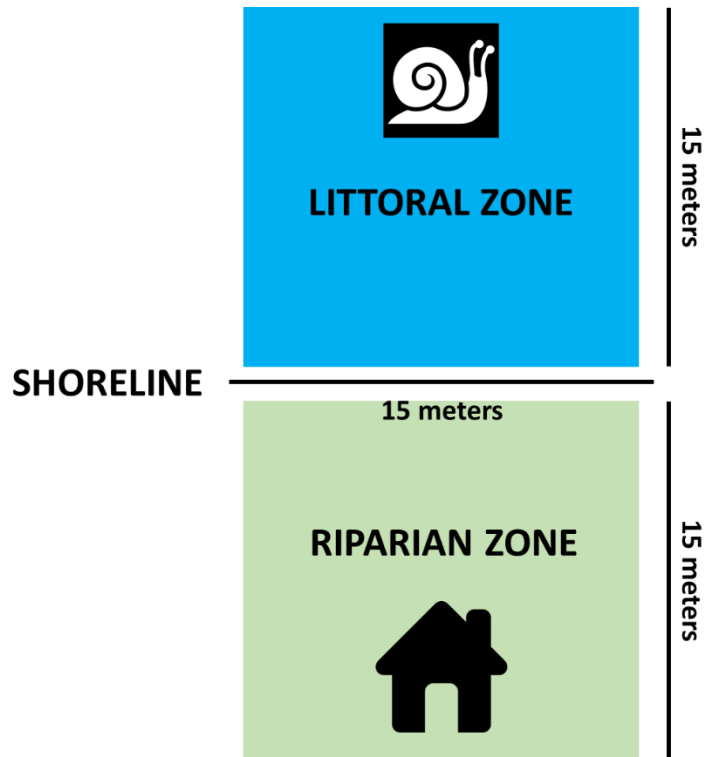 LITTORAL ZONE
15 meters
SHORELINE
15 meters
RIPARIAN ZONE
15 meters